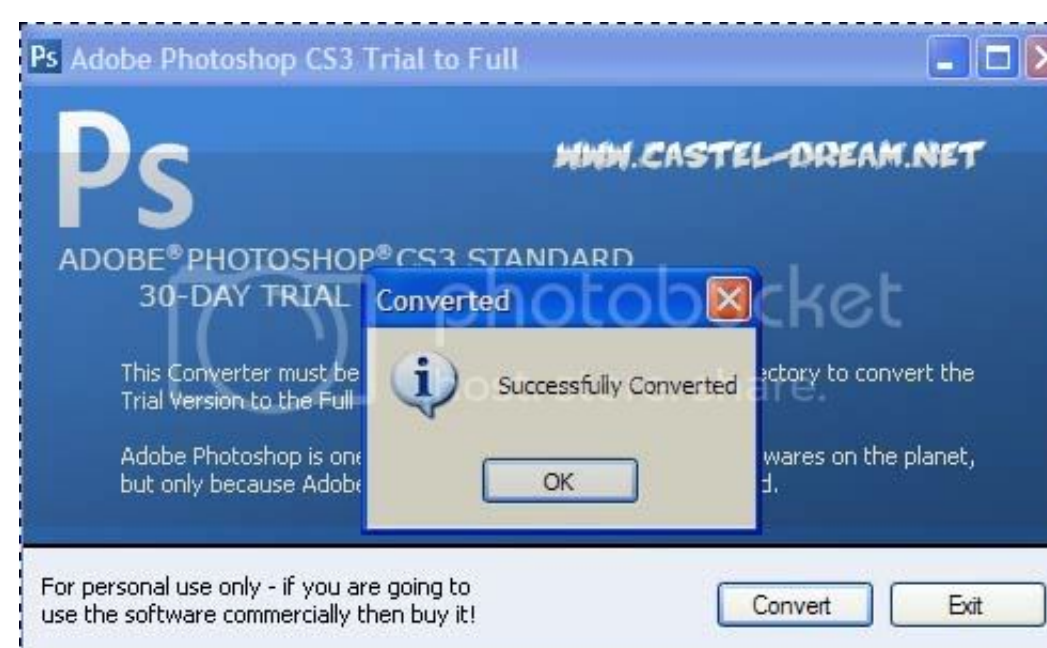 Ps Adobe Photoshop CS3 Trial to Full
Ps
WWW.CASTEL-DREAM.NET
ADOBE® PHOTOSHOP® CS3 STANDARD
30-DAY TRIAL
Converted
photobucket
This Converter must be
ectory to convert the
Trial Version to the Full
Successfully Converted
Adobe Photoshop is one
wares on the planet,
but only because Adobe
d.
OK
For personal use only - if you are going to
use the software commercially then buy it!
Convert
Exit